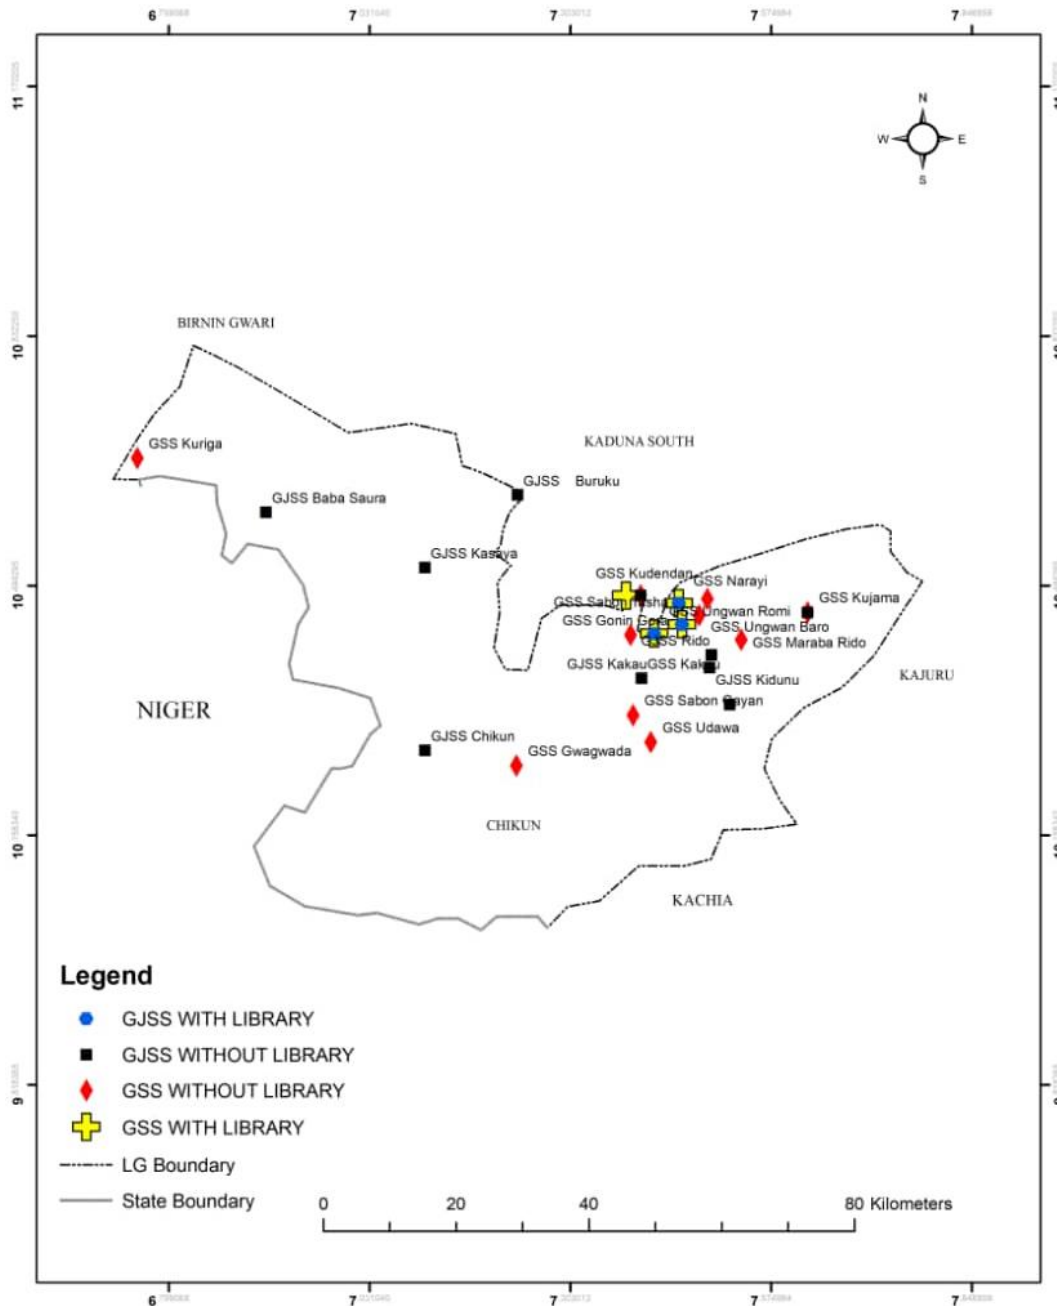 6 7 7 7 7
11
N
W E
S
BIRNIN GWARI
10
KADUNA SOUTH
GSS Kuriga
GJSS Buruku
GJSS Baba Saura
GJSS Kasaya
10
GSS Kudendan
GSS Narayi
GSS Kujama
GSS Sabon
Ungwan Romi
GSS Gonin Gora
GSS Ungwan Baro
Rido
GSS Maraba Rido
GJSS Kakau
GSS Kakau
KAJURU
GJSS Kidunu
NIGER
GSS Sabon Gayan
GSS Udawa
GJSS Chikun
GSS Gwagwada
CHIKUN
10
KACHIA
Legend
GJSS WITH LIBRARY
GJSS WITHOUT LIBRARY
9
GSS WITHOUT LIBRARY
GSS WITH LIBRARY
LG Boundary
State Boundary
0 20 40 80 Kilometers
6 7 7 7 7